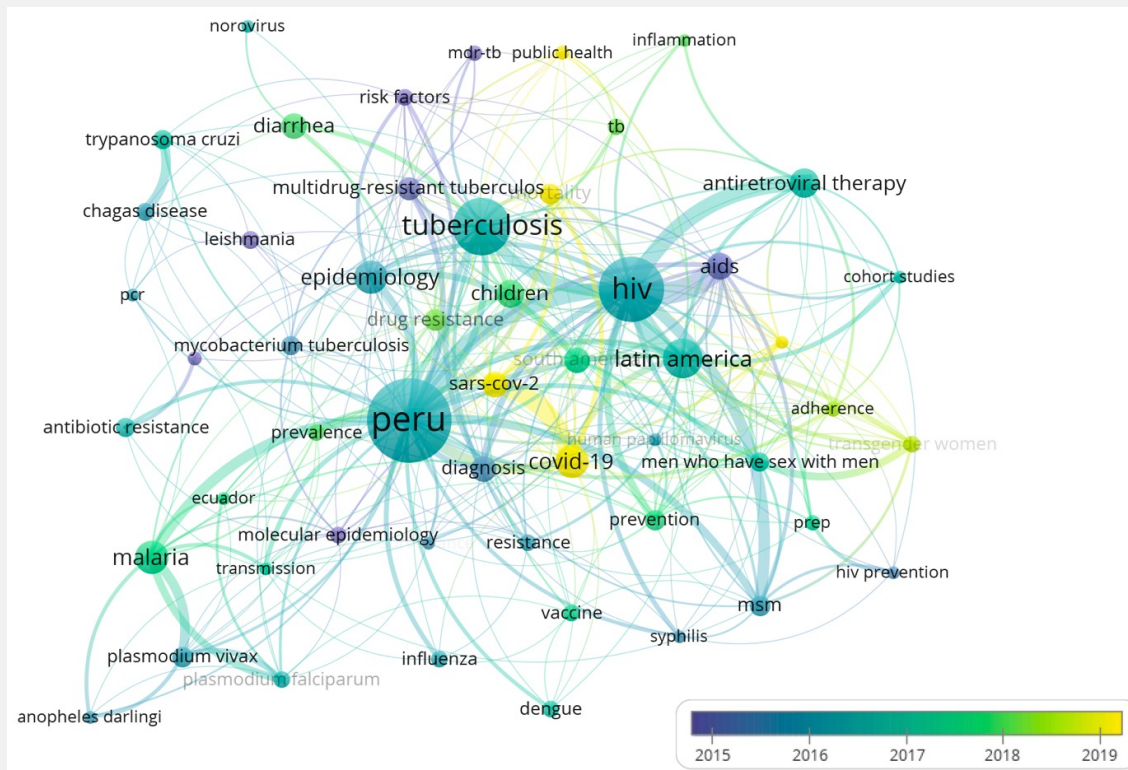 norovirus
inflammation
mdr-tb
public health
risk factors
diarrhea
tb
trypanosoma cruzi
multidrug-resistant tuberculos
mortality
antiretroviral therapy
chagas disease
tuberculosis
leishmania
aids
epidemiology
children
hiv
cohort studies
pcr
drug resistance
mycobacterium tuberculosis
south america
latin america
sars-cov-2
adherence
peru
antibiotic resistance
prevalence
human papillomavirus
transgender women
diagnosis
covid-19
men who have sex with men
ecuador
prevention
prep
molecular epidemiology
resistance
malaria
transmission
hiv prevention
vaccine
msm
syphilis
plasmodium vivax
influenza
plasmodium falciparum
dengue
anopheles darlingi
2015 2016 2017 2018 2019